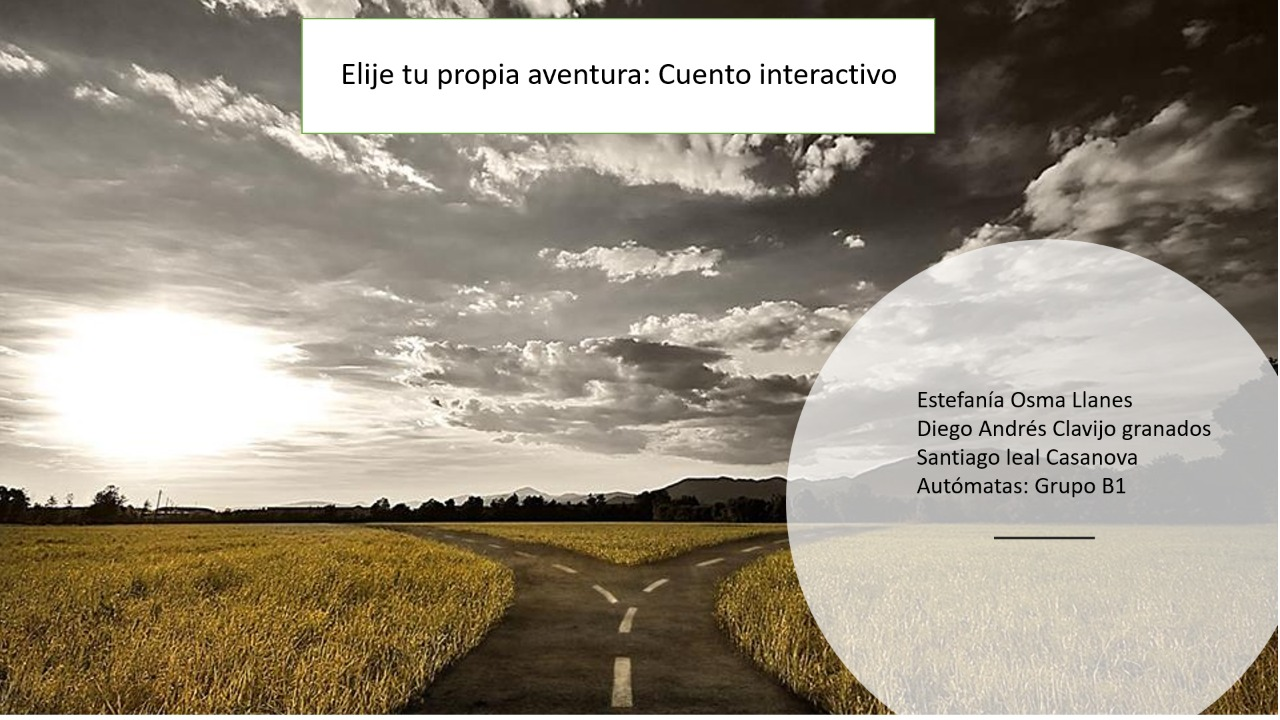 Elije tu propia aventura: Cuento interactivo
Estefanía Osma Llanes
Diego Andrés Clavijo granados
Santiago leal Casanova
Autómatas: Grupo B1